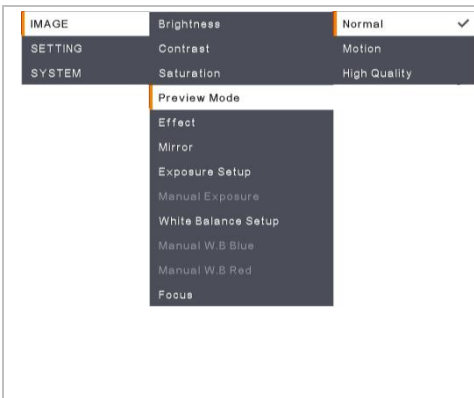 IMAGE
SETTING
SYSTEM
Brightness
Contrast
Saturation
Preview Mode
Effect
Mirror
Exposure Setup
Manual Exposure
White Balance Setup
Manual W.B Blue
Manual W.B Red
Focus
Normal ✓
Motion
High Quality